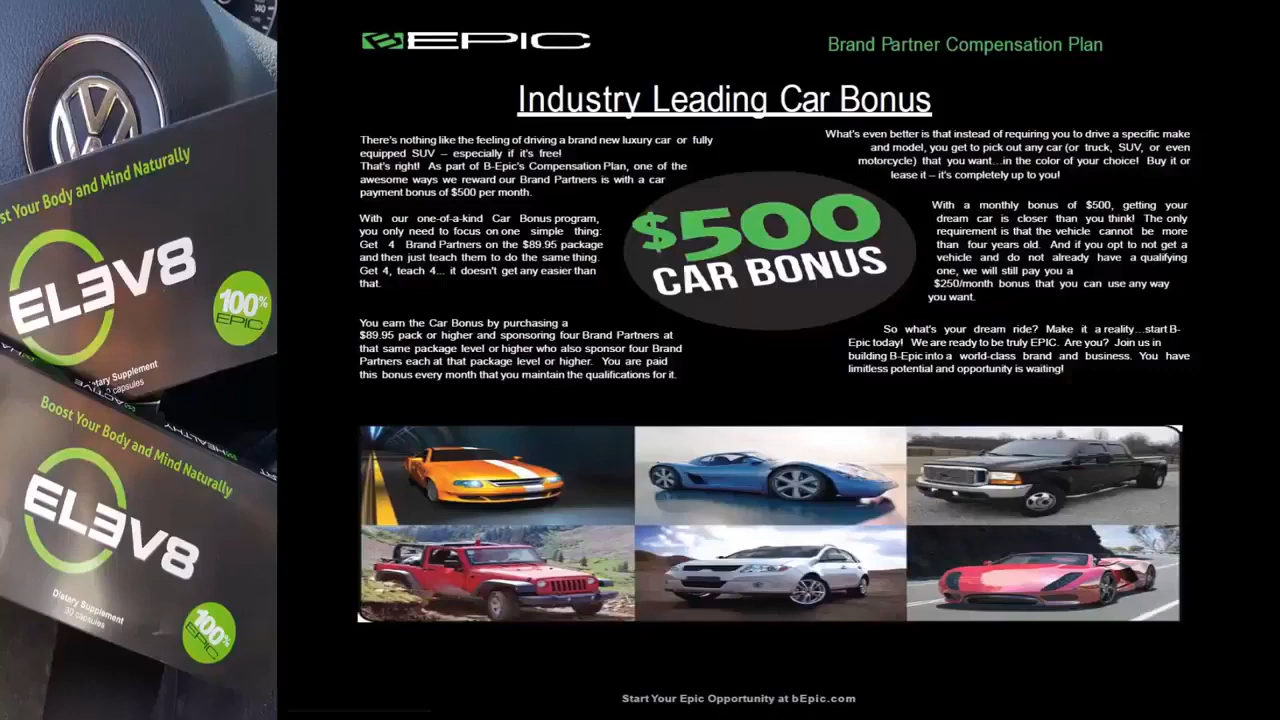 140
st Your Body and Mind Naturally
ELEV8
100%
EPIC
Dietary Supplement
capsules
Boost Your Body and Mind Naturally
ELEV8
Dietary Supplement
30 capsules
100%
EPIC
B EPIC
Brand Partner Compensation Plan
Industry Leading Car Bonus
There's nothing like the feeling of driving a brand new luxury car or fully
equipped SUV – especially if it's free!
That's right! As part of B-Epic's Compensation Plan, one of the
awesome ways we reward our Brand Partners is with a car
payment bonus of $500 per month.
With our one-of-a-kind Car Bonus program,
you only need to focus on one simple thing:
Get 4 Brand Partners on the $89.95 package
and then just teach them to do the same thing.
Get 4, teach 4... it doesn't get any easier than
that.
You earn the Car Bonus by purchasing a
$89.95 pack or higher and sponsoring four Brand Partners at
that same package level or higher who also sponsor four Brand
Partners each at that package level or higher. You are paid
this bonus every month that you maintain the qualifications for it.
$500
CAR BONUS
What's even better is that instead of requiring you to drive a specific make
and model, you get to pick out any car (or truck, SUV, or even
motorcycle) that you want...in the color of your choice! Buy it or
lease it – it's completely up to you!
With a monthly bonus of $500, getting your
dream car is closer than you think! The only
requirement is that the vehicle cannot be more
than four years old. And if you opt to not get a
vehicle and do not already have a qualifying
one, we will still pay you a
$250/month bonus that you can use any way
you want.
So what's your dream ride? Make it a reality...start B-
Epic today! We are ready to be truly EPIC. Are you? Join us in
building B-Epic into a world-class brand and business. You have
limitless potential and opportunity is waiting!
Start Your Epic Opportunity at bEpic.com